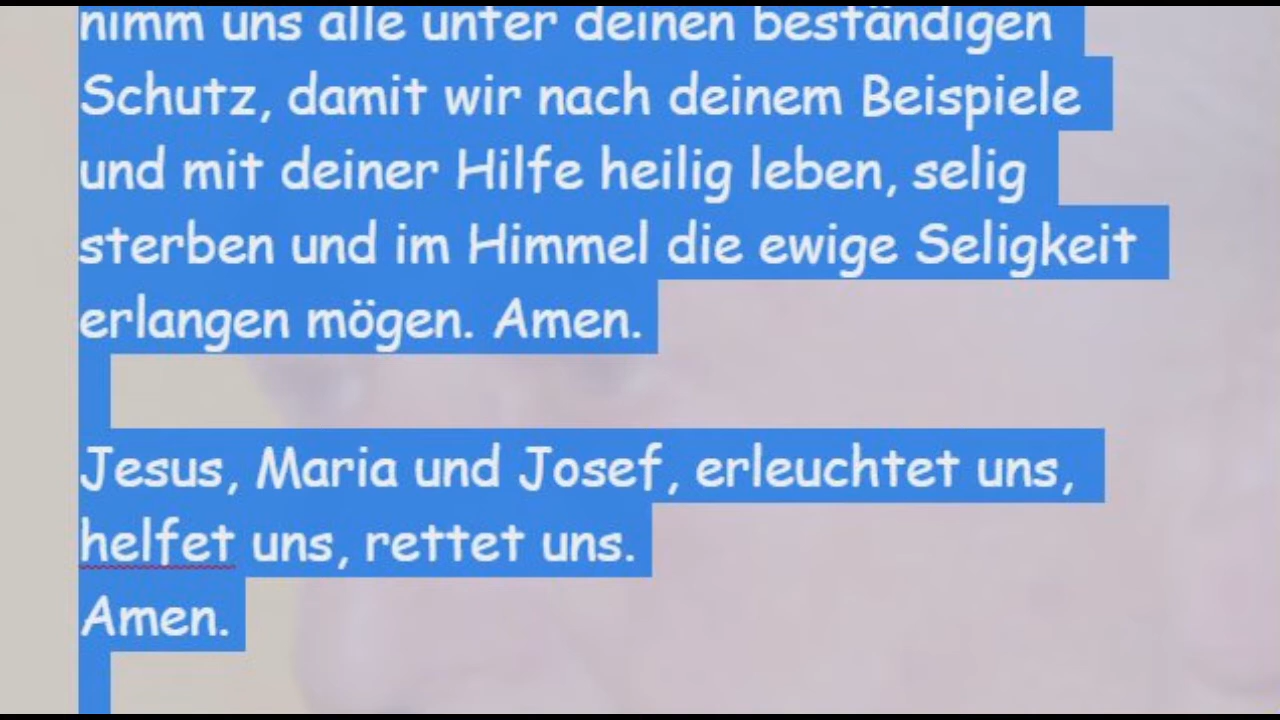 nimm uns alle unter deinen beständigen
Schutz, damit wir nach deinem Beispiele
und mit deiner Hilfe heilig leben, selig
sterben und im Himmel die ewige Seligkeit
erlangen mögen. Amen.
Jesus, Maria und Josef, erleuchtet uns,
helfet uns, rettet uns.
Amen.